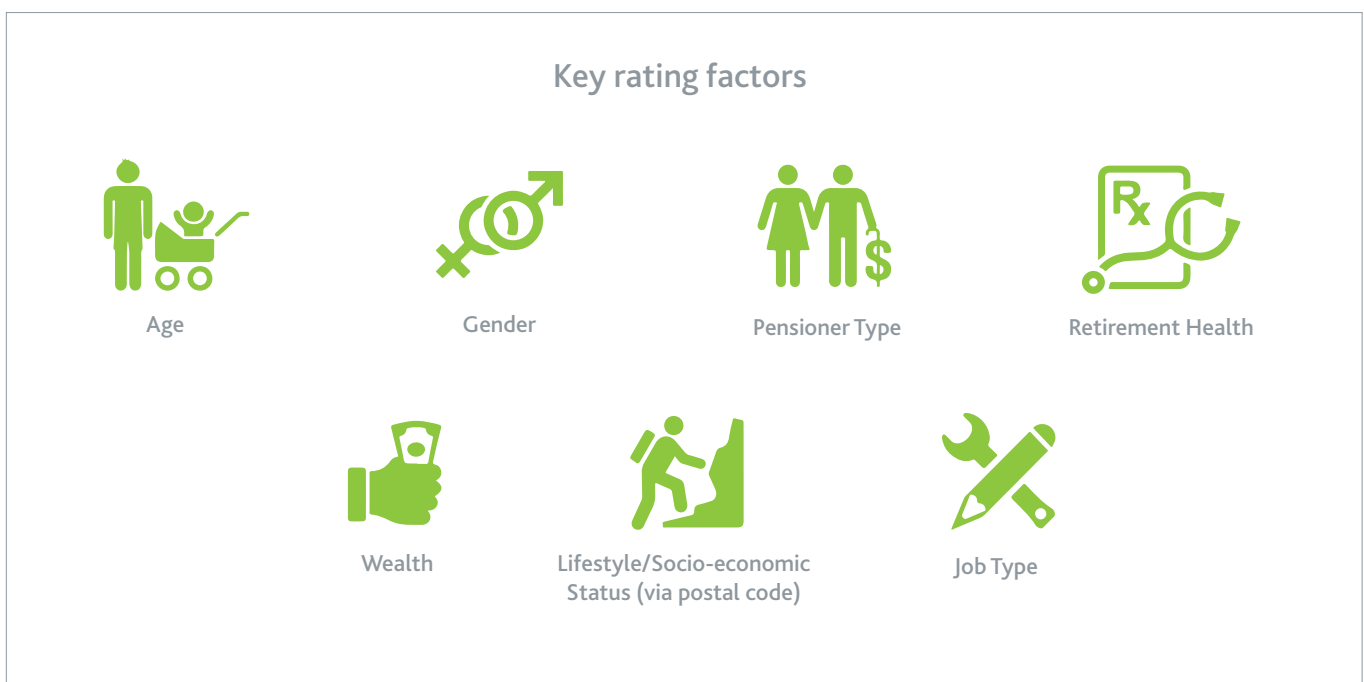 Key rating factors
Rx
$
Age
Gender
Pensioner Type
Retirement Health
Wealth
Lifestyle/Socio-economic
Status (via postal code)
Job Type